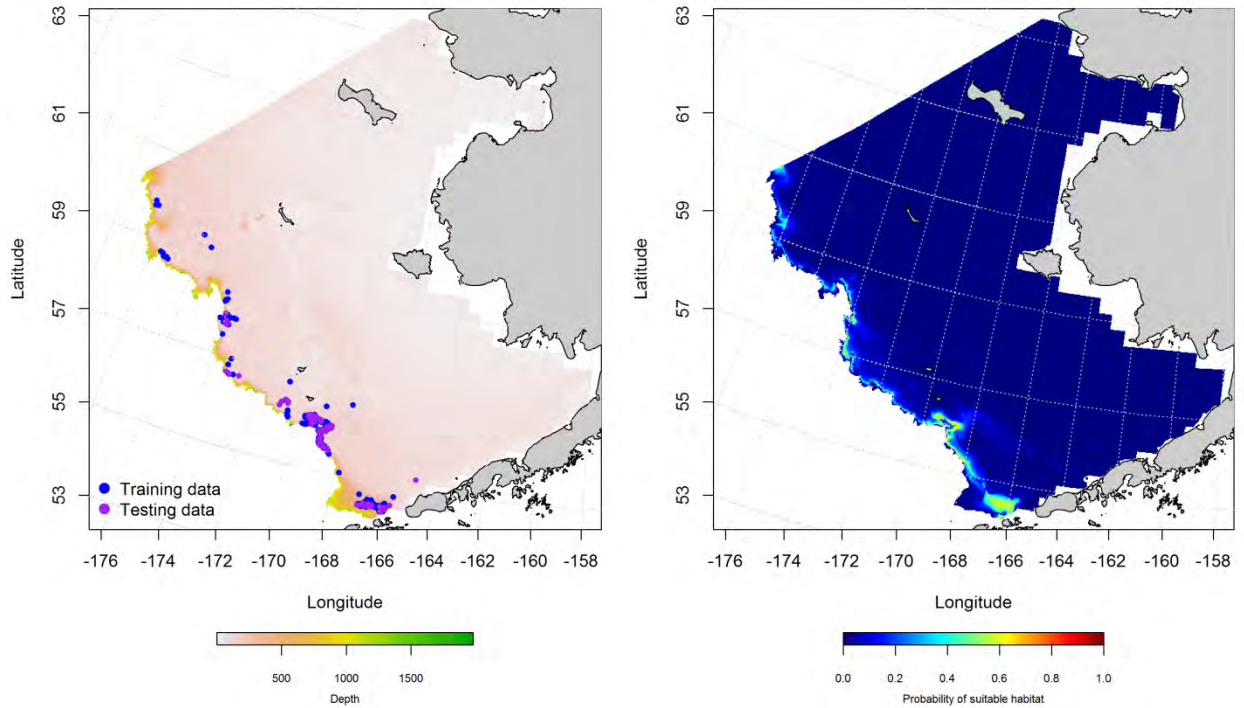 63
61
59
57
55
53
Latitude
Training data
Testing data
-176 -174 -172 -170 -168 -166 -164 -162 -160 -158
Longitude
500 1000 1500
Depth
63
61
59
57
55
53
Latitude
-176 -174 -172 -170 -168 -166 -164 -162 -160 -158
Longitude
0.0 0.2 0.4 0.6 0.8 1.0
Probability of suitable habitat